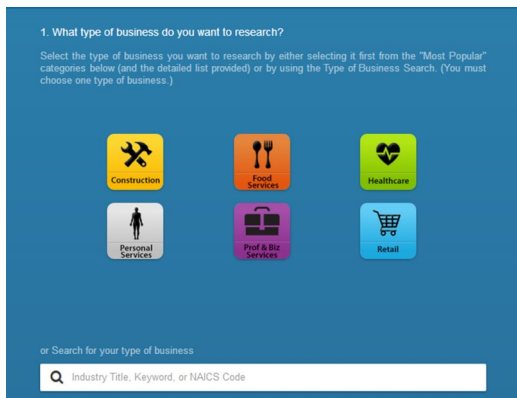 1. What type of business do you want to research?
Select the type of business you want to research by either selecting it first from the "Most Popular"
categories below (and the detailed list provided) or by using the Type of Business Search. (You must
choose one type of business.)
Construction
Food
Services
Healthcare
Personal
Services
Prof & Biz
Services
Retail
or Search for your type of business
Industry Title, Keyword, or NAICS Code